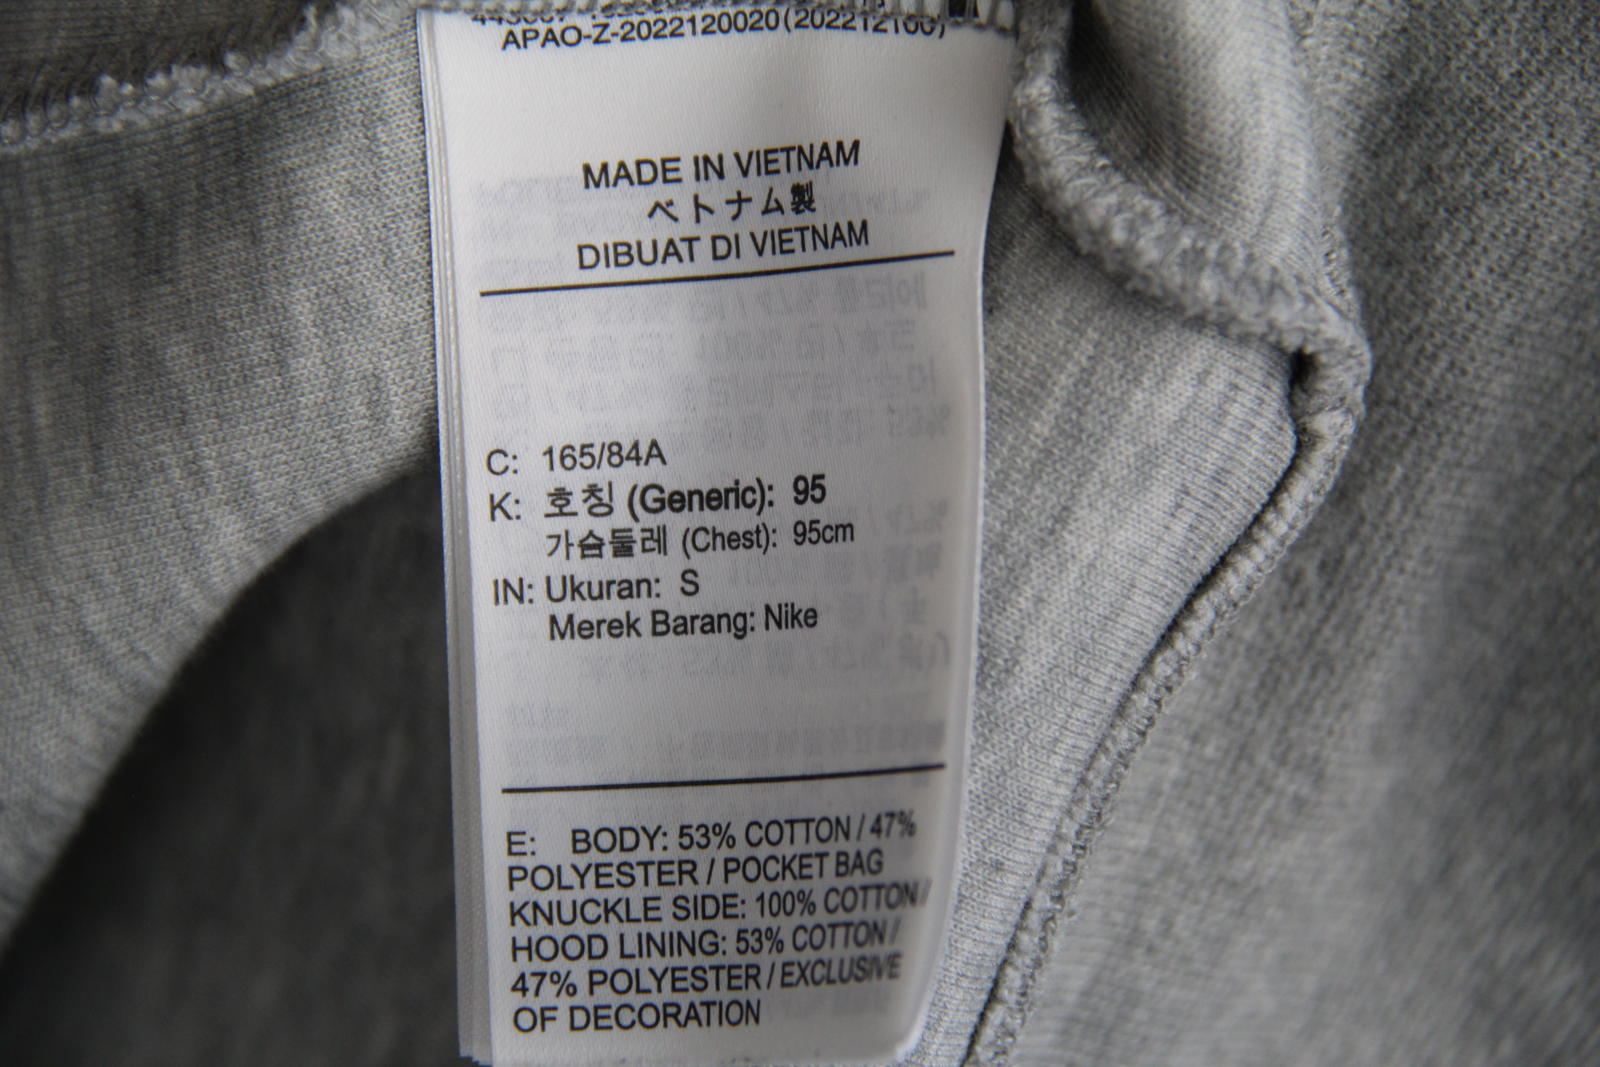 APAO-Z-2022120020(20221210
MADE IN VIETNAM
ベトナム製
DIBUAT DI VIETNAM
C: 165/84A
K: 호칭 (Generic): 95
가슴둘레 (Chest): 95cm
IN: Ukuran: S
Merek Barang: Nike
E: BODY: 53% COTTON / 47%
POLYESTER / POCKET BAG
KNUCKLE SIDE: 100% COTTON /
HOOD LINING: 53% COTTON /
47% POLYESTER / EXCLUSIVE
OF DECORATION